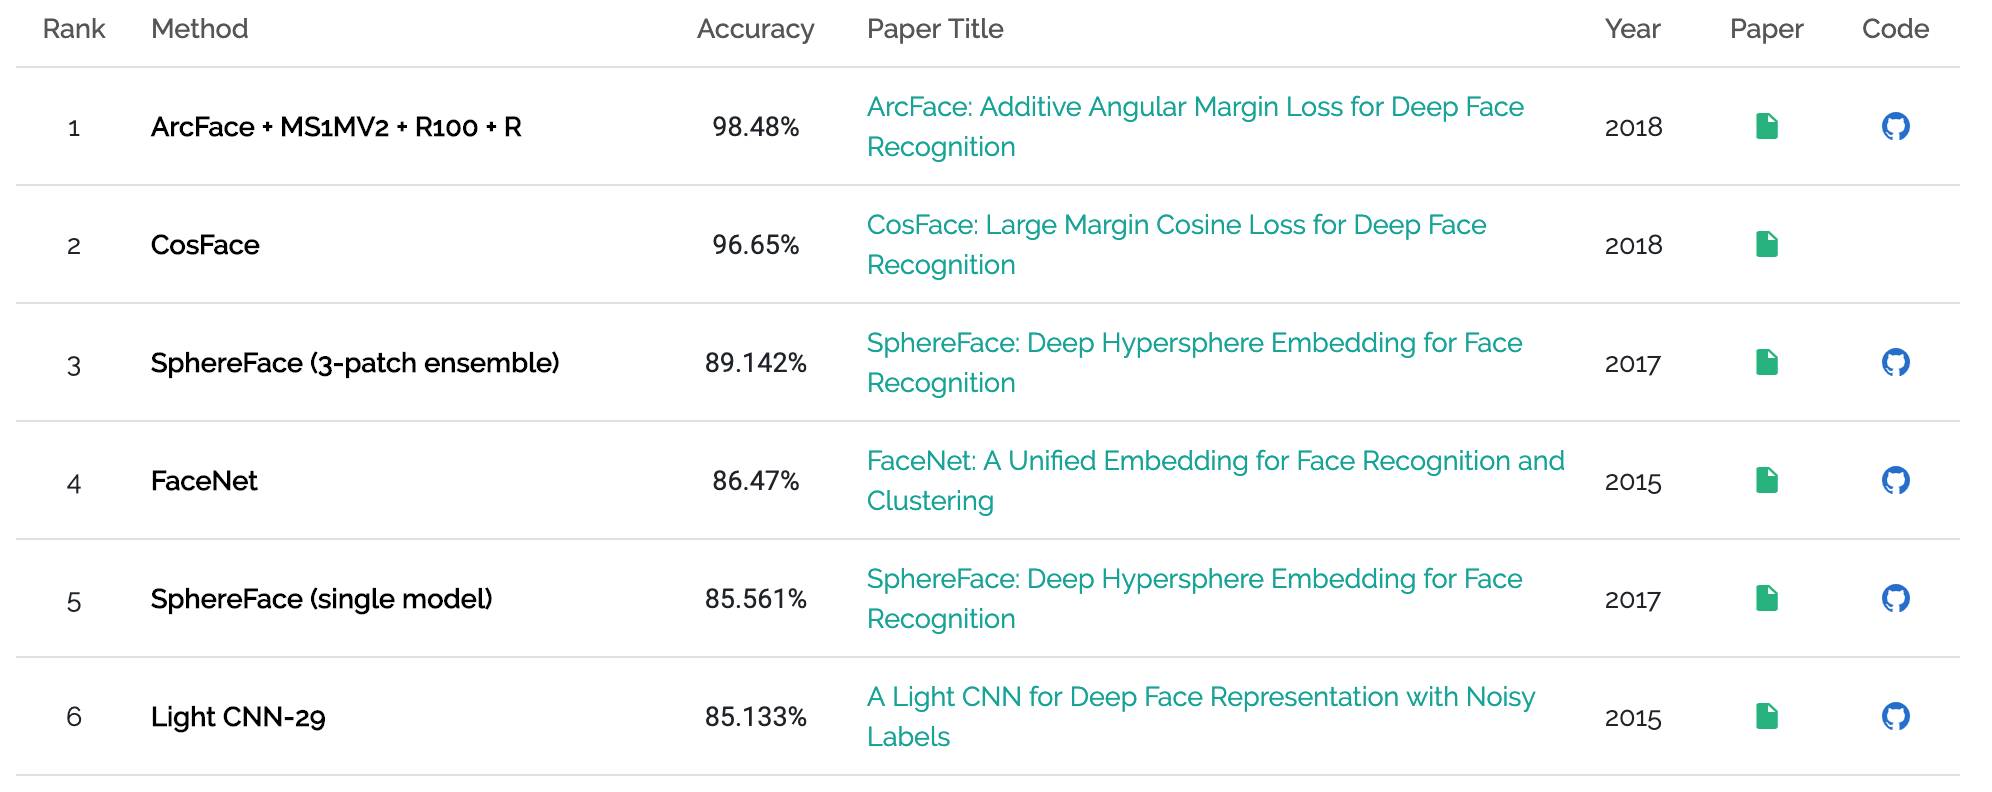 Rank Method Accuracy Paper Title Year Paper Code
1 ArcFace + MS1MV2 + R100 + R 98.48% ArcFace: Additive Angular Margin Loss for Deep Face Recognition 2018
2 CosFace 96.65% CosFace: Large Margin Cosine Loss for Deep Face Recognition 2018
3 SphereFace (3-patch ensemble) 89.142% SphereFace: Deep Hypersphere Embedding for Face Recognition 2017
4 FaceNet 86.47% FaceNet: A Unified Embedding for Face Recognition and Clustering 2015
5 SphereFace (single model) 85.561% SphereFace: Deep Hypersphere Embedding for Face Recognition 2017
6 Light CNN-29 85.133% A Light CNN for Deep Face Representation with Noisy Labels 2015